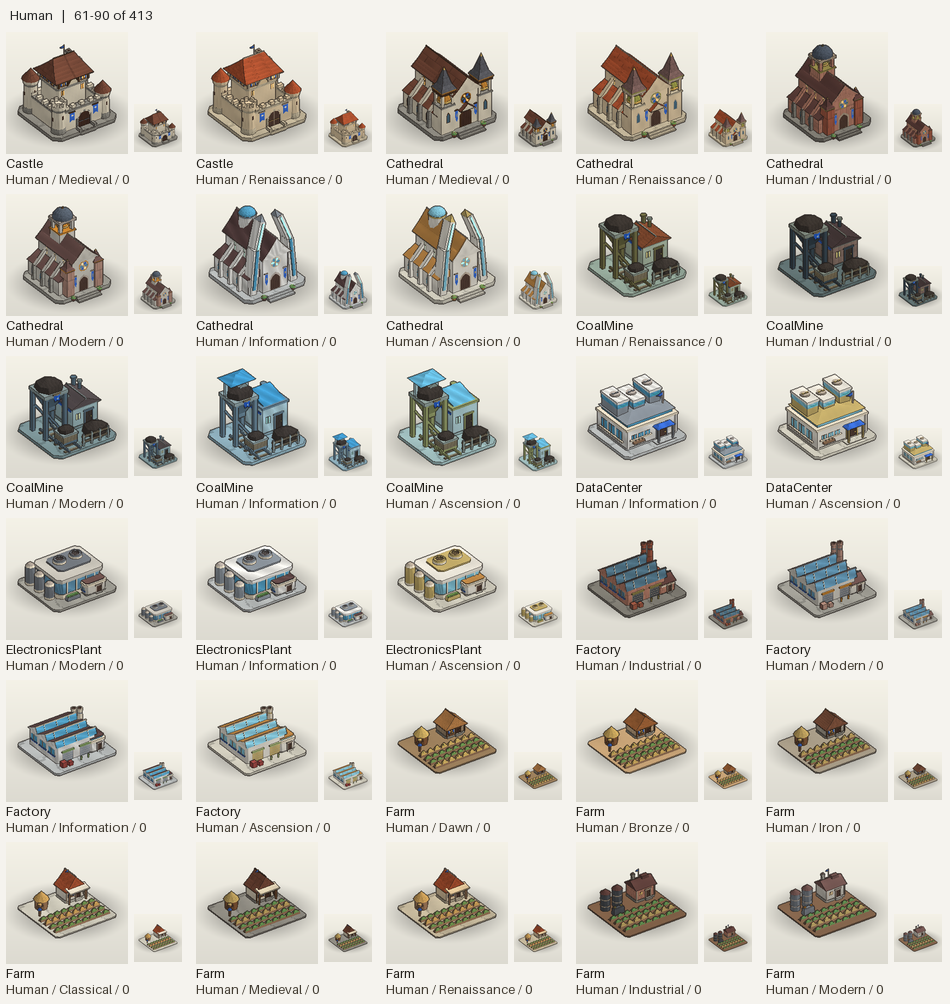 Human | 61-90 of 413
Castle
Human / Medieval / 0
Castle
Human / Renaissance / 0
Cathedral
Human / Medieval / 0
Cathedral
Human / Renaissance / 0
Cathedral
Human / Industrial / 0
Cathedral
Human / Modern / 0
Cathedral
Human / Information / 0
Cathedral
Human / Ascension / 0
CoalMine
Human / Renaissance / 0
CoalMine
Human / Industrial / 0
CoalMine
Human / Modern / 0
CoalMine
Human / Information / 0
CoalMine
Human / Ascension / 0
DataCenter
Human / Information / 0
DataCenter
Human / Ascension / 0
ElectronicsPlant
Human / Modern / 0
ElectronicsPlant
Human / Information / 0
ElectronicsPlant
Human / Ascension / 0
Factory
Human / Industrial / 0
Factory
Human / Modern / 0
Factory
Human / Information / 0
Factory
Human / Ascension / 0
Farm
Human / Dawn / 0
Farm
Human / Bronze / 0
Farm
Human / Iron / 0
Farm
Human / Classical / 0
Farm
Human / Medieval / 0
Farm
Human / Renaissance / 0
Farm
Human / Industrial / 0
Farm
Human / Modern / 0